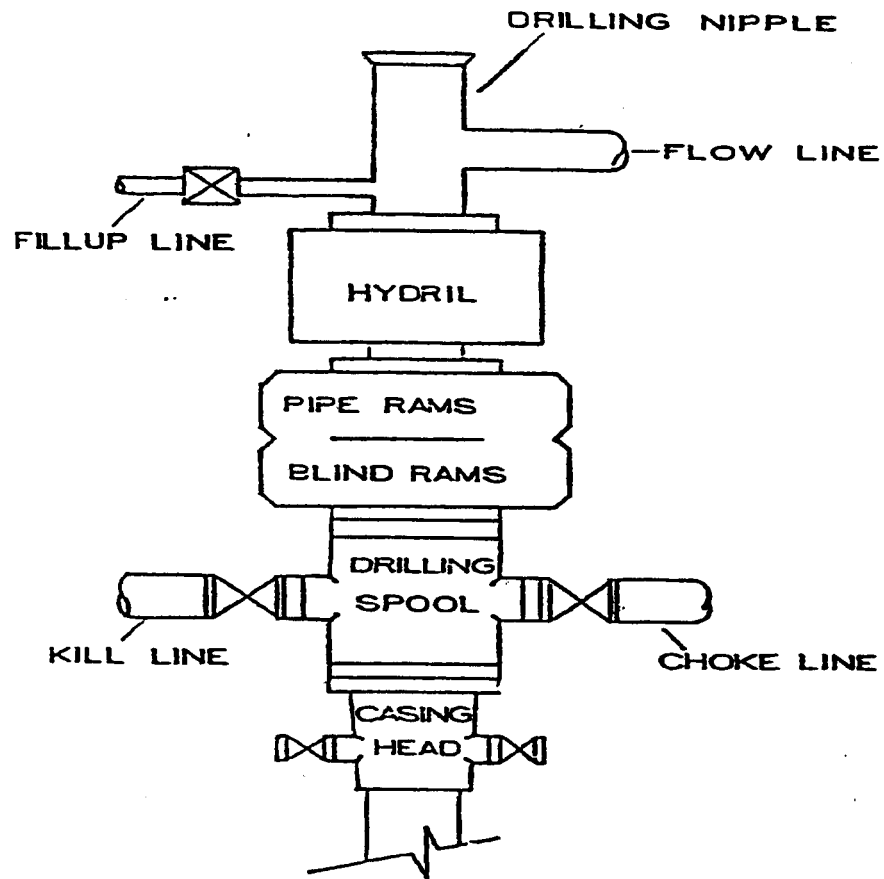 DRILLING NIPPLE
FLOW LINE
FILLUP LINE
HYDRIL
PIPE RAMS
BLIND RAMS
DRILLING
SPOOL
KILL LINE
CHOKE LINE
CASING
HEAD